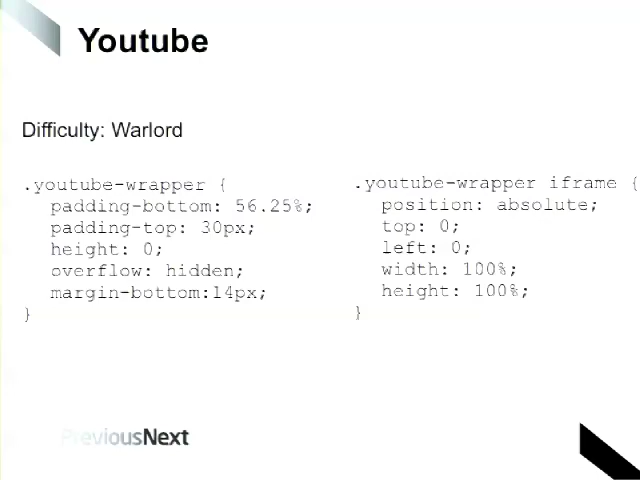 Youtube
Difficulty: Warlord
.youtube-wrapper {
padding-bottom: 56.25%;
padding-top: 30px;
height: 0;
overflow: hidden;
margin-bottom:14px;
}
.youtube-wrapper iframe {
position: absolute;
top: 0;
left: 0;
width: 100%;
height: 100%;
}
PreviousNext